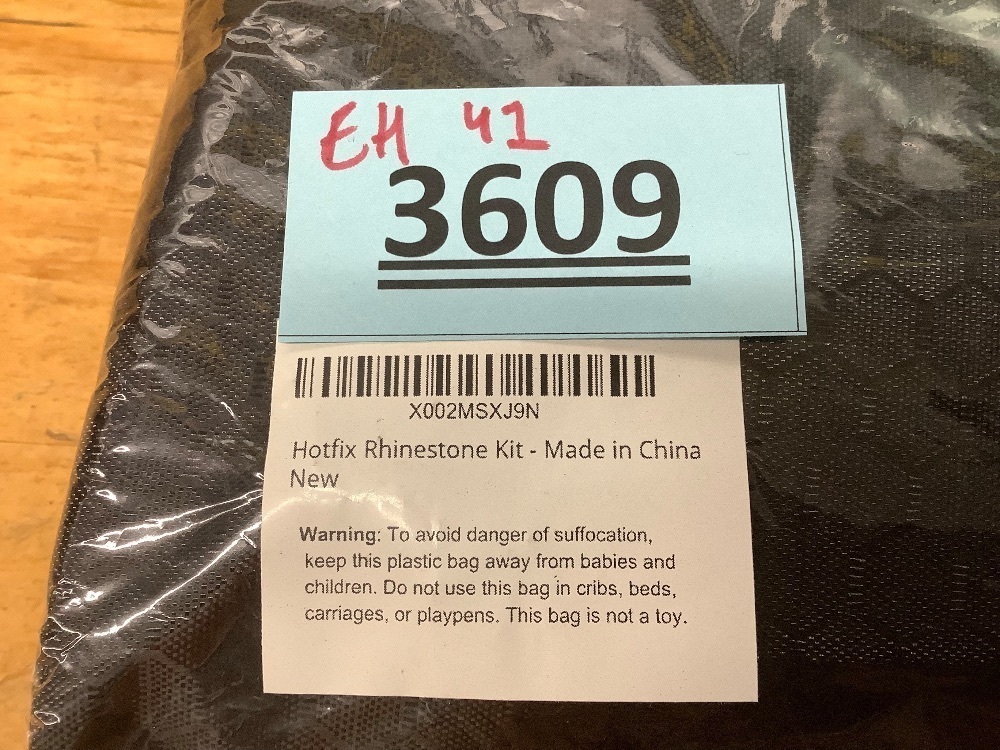 EH 41
3609
X002MSXJ9N
Hotfix Rhinestone Kit - Made in China
New
Warning: To avoid danger of suffocation,
keep this plastic bag away from babies and
children. Do not use this bag in cribs, beds,
carriages, or playpens. This bag is not a toy.